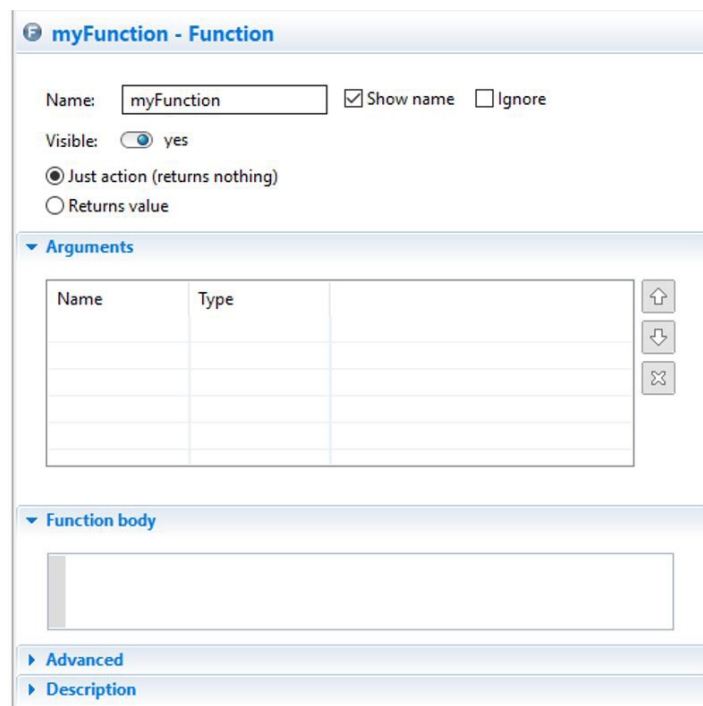 myFunction - Function
Name: myFunction Show name Ignore
Visible: yes
Just action (returns nothing)
Returns value
Arguments
Name Type
Function body
Advanced
Description